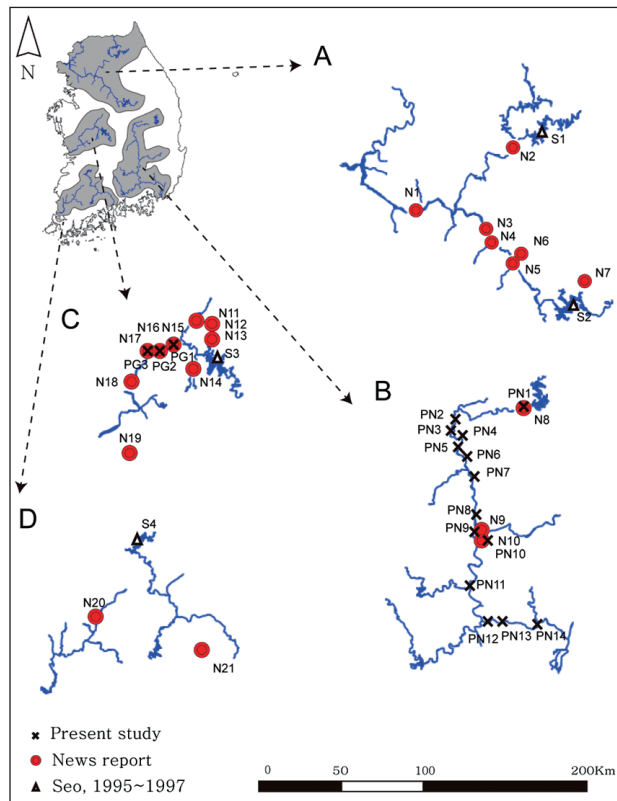 N
A
S1
N2
N1
N3
N4
N6
N5
N7
S2
C
N16 N15
N11
N12
N13
N17
S3
PG1
PG3 PG2
N14
N18
N19
B
PN1
N8
PN2
PN3
PN4
PN5
PN6
PN7
PN8
N9
PN9
N10
PN10
PN11
PN12
PN13
PN14
D
S4
N20
N21
Present study
News report
Seo, 1995~1997
0 50 100 200Km